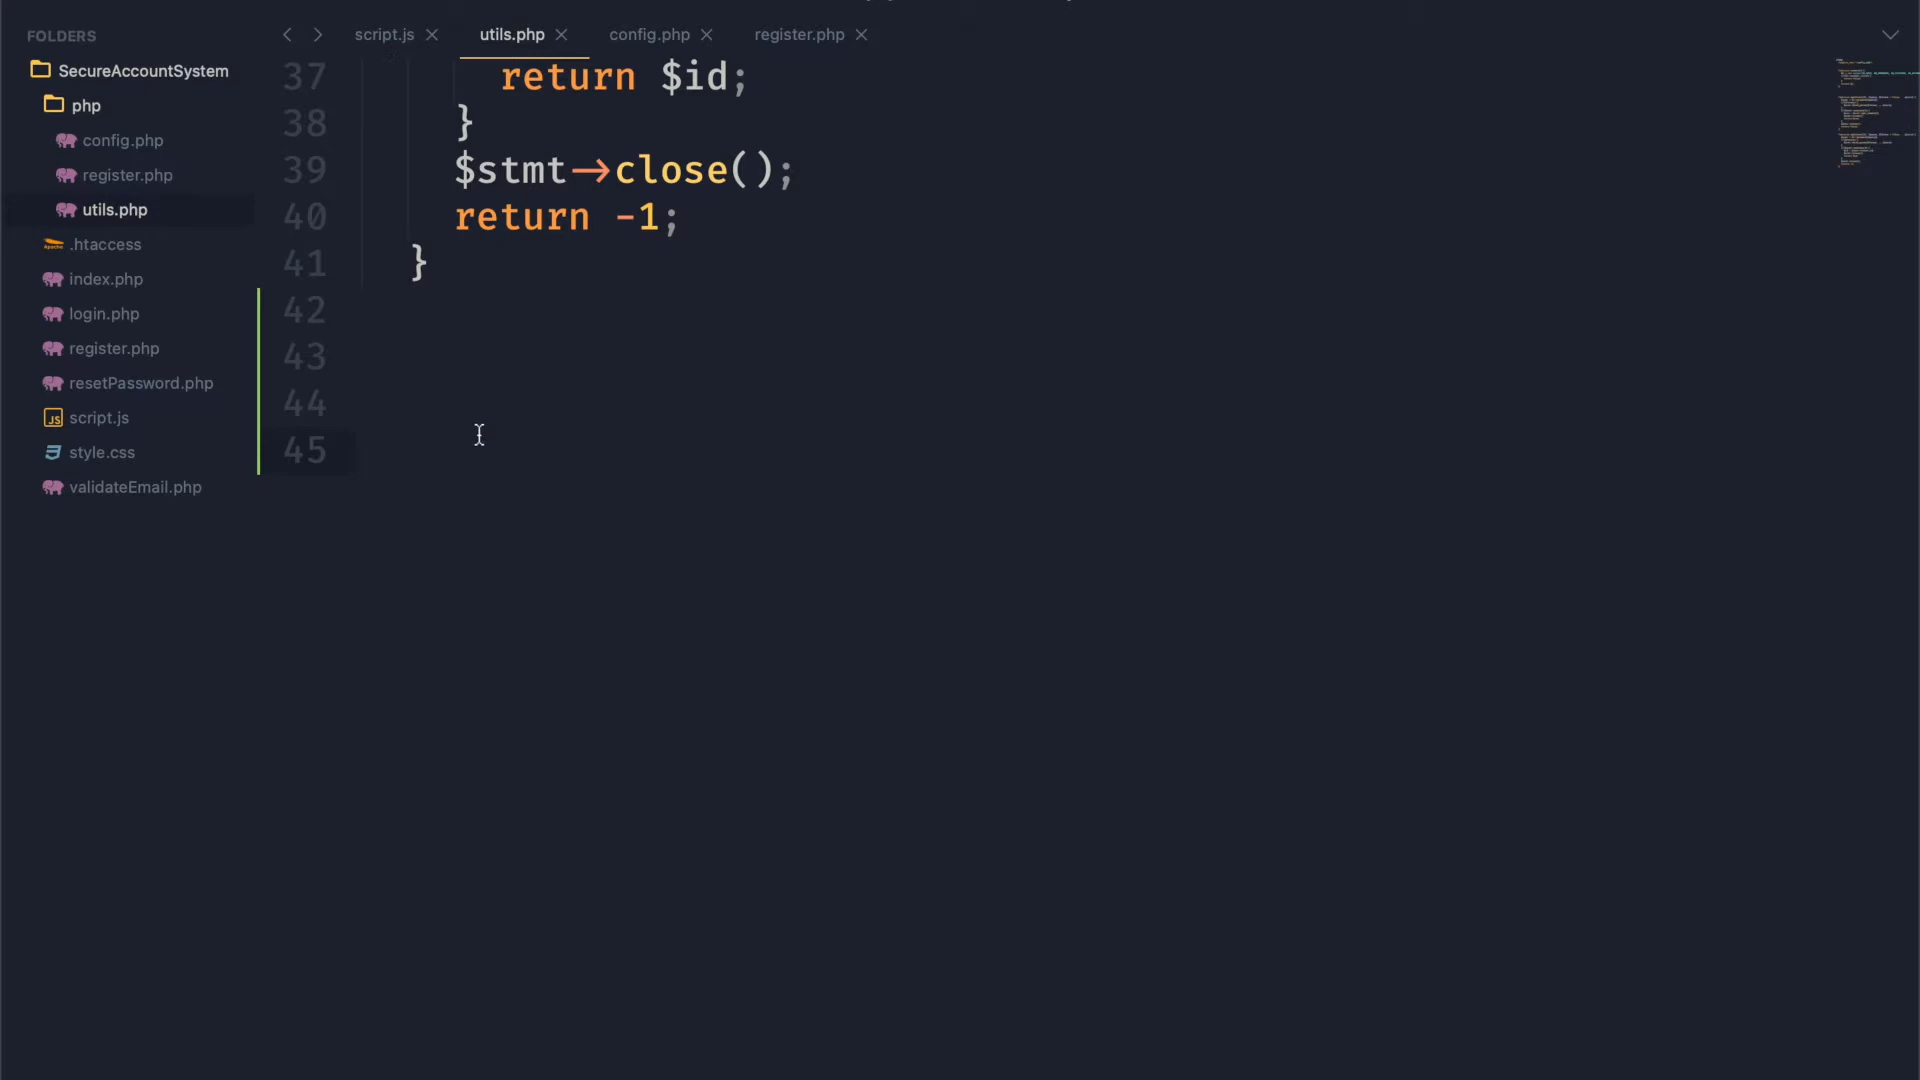 FOLDERS
SecureAccountSystem
php
config.php
register.php
utils.php
.htaccess
index.php
login.php
register.php
resetPassword.php
JS script.js
style.css
validateEmail.php
script.js utils.php config.php register.php
37 return $id;
38 }
39 $stmt->close();
40 return -1;
41 }
42
43
44
45